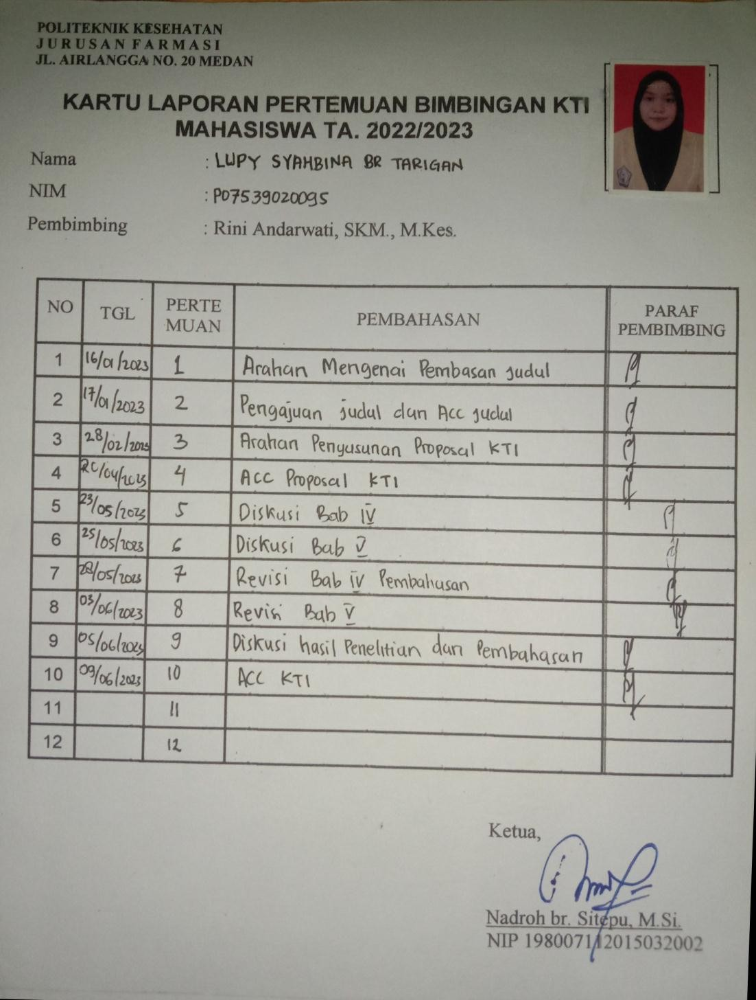 POLITEKNIK KESEHATAN
JURUSAN FARMASI
JL. AIRLANGGA NO. 20 MEDAN
KARTU LAPORAN PERTEMUAN BIMBINGAN KTI
MAHASISWA TA. 2022/2023
Nama : LUPY SYAHBINA BR TARIGAN
NIM : P07539020095
Pembimbing : Rini Andarwati, SKM., M.Kes.
NO TGL PERTE MUAN PEMBAHASAN PARAF PEMBIMBING
1 16/01/2023 1 Arahan Mengenai Pembasan judul
2 17/01/2023 2 Pengajuan judul dan Acc judul
3 28/02/2023 3 Arahan Penyusunan Proposal KTI
4 4 ACC Proposal KTI
5 23/05/2023 5 Diskusi Bab IV
6 25/05/2023 6 Diskusi Bab V
7 7 Revisi Bab IV Pembahasan
8 03/06/2023 8 Revisi Bab V
9 05/06/2023 9 Diskusi hasil Penelitian dan Pembahasan
10 09/06/2023 10 ACC KTI
11 11
12 12
Ketua,
Nadroh br. Sitepu, M.Si.
NIP 198007112015032002